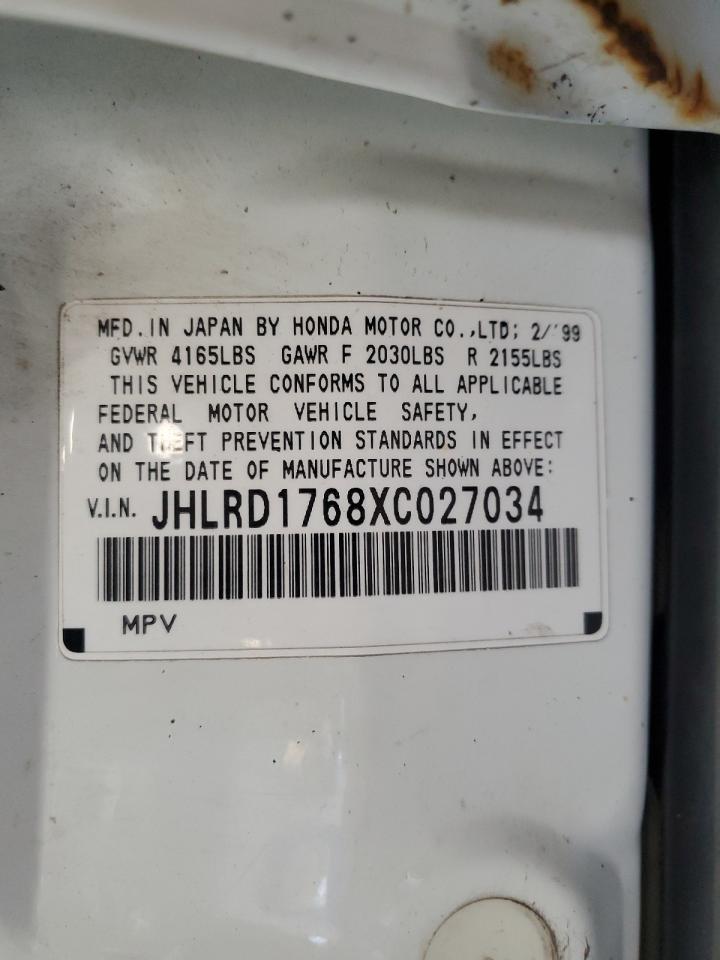 MFD. IN JAPAN BY HONDA MOTOR CO.,LTD; 2/'99
GVWR 4165LBS GAWR F 2030LBS R 2155LBS
THIS VEHICLE CONFORMS TO ALL APPLICABLE
FEDERAL MOTOR VEHICLE SAFETY,
AND THEFT PREVENTION STANDARDS IN EFFECT
ON THE DATE OF MANUFACTURE SHOWN ABOVE:
V.I.N. JHLRD1768XC027034
MPV